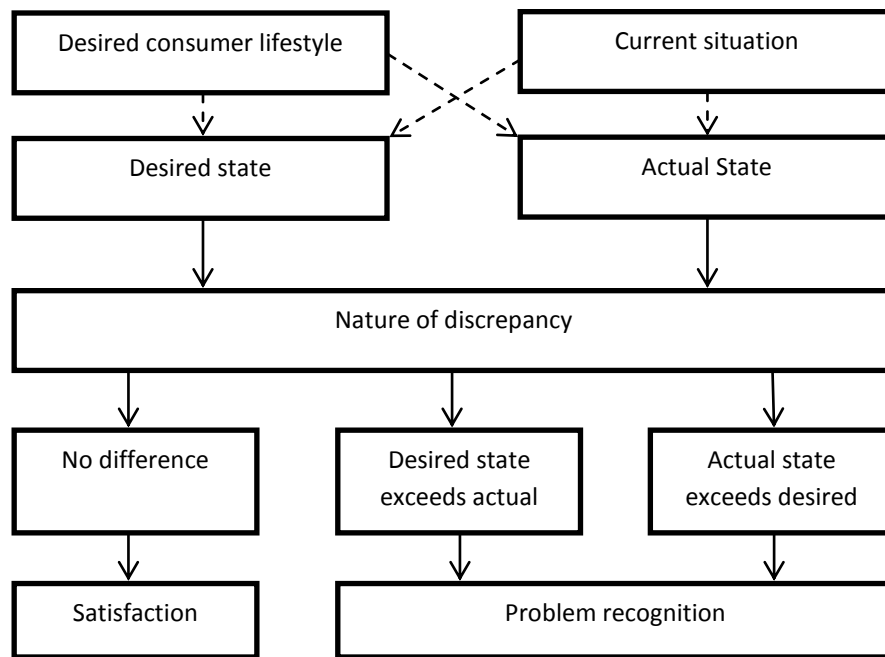 Desired consumer lifestyle
Current situation
Desired state
Actual State
Nature of discrepancy
No difference
Desired state
exceeds actual
Actual state
exceeds desired
Satisfaction
Problem recognition